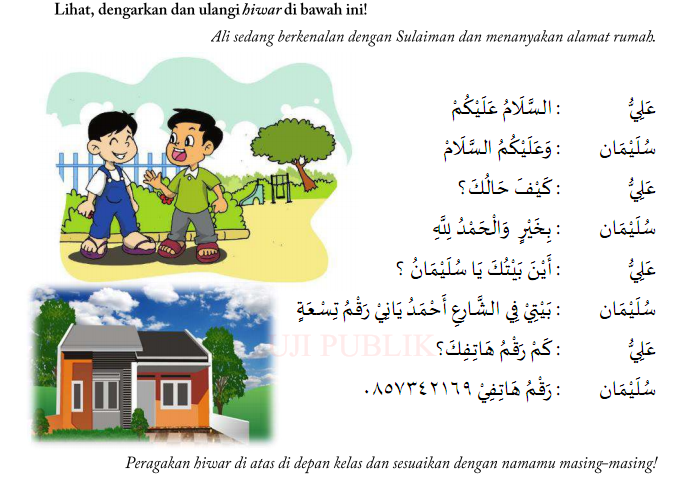 Lihat, dengarkan dan ulangi hiwar di bawah ini!
Ali sedang berkenalan dengan Sulaiman dan menanyakan alamat rumah.
عَلِيُّ : السَّلَامُ عَلَيْكُمْ
سُلَيْمَان : وَعَلَيْكُمُ السَّلَامْ
عَلِيُّ : كَيْفَ حَالُكَ؟
سُلَيْمَان : بِخَيْرٍ وَالْحَمْدُ لِلَّهِ
عَلِيُّ : أَيْنَ بَيْتُكَ يَا سُلَيْمَانُ ؟
سُلَيْمَان : بَيْتِيْ فِي الشَّارِعِ أَحْمَدُ يَانِيْ رَقْمُ تِسْعَةٍ
UJI PUBLIK
عَلِيُّ : كَمْ رَقْمُ هَاتِفِكَ؟
سُلَيْمَان : رَقْمُ هَاتِفِيْ ٠٨٥٧٣٤٢١٦٩
Peragakan hiwar di atas di depan kelas dan sesuaikan dengan namamu masing-masing!